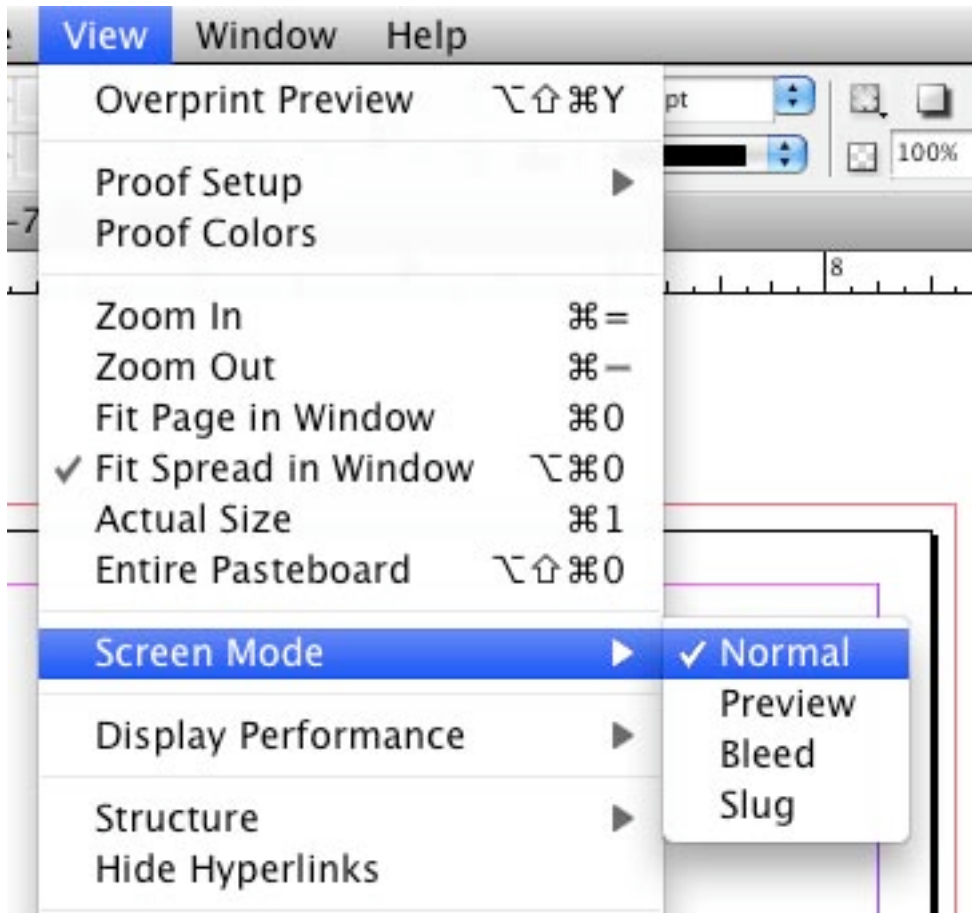 View Window Help
Overprint Preview ⌥⇧⌘Y
pt
100%
Proof Setup
-7
Proof Colors
8
Zoom In ⌘=
Zoom Out ⌘−
Fit Page in Window ⌘0
✓ Fit Spread in Window ⌥⌘0
Actual Size ⌘1
Entire Pasteboard ⌥⇧⌘0
Screen Mode
✓ Normal
Preview
Bleed
Slug
Display Performance
Structure
Hide Hyperlinks